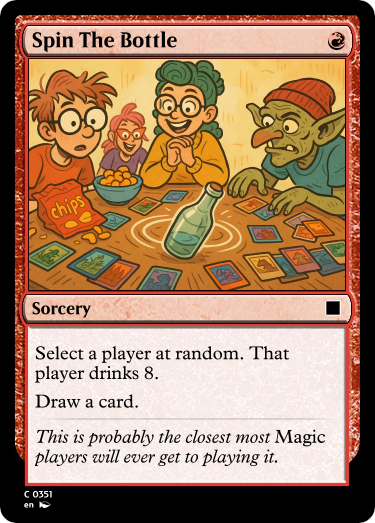 Spin The Bottle
chips
Sorcery
Select a player at random. That
player drinks 8.
Draw a card.
This is probably the closest most Magic
players will ever get to playing it.
C 0351
en